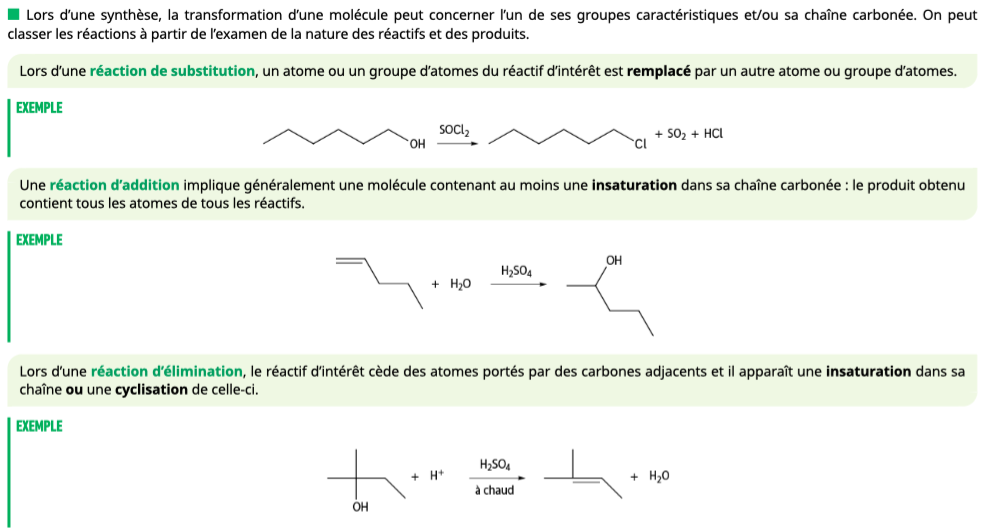 Lors d’une synthèse, la transformation d’une molécule peut concerner l’un de ses groupes caractéristiques et/ou sa chaîne carbonée. On peut
classer les réactions à partir de l’examen de la nature des réactifs et des produits.
Lors d’une réaction de substitution, un atome ou un groupe d’atomes du réactif d’intérêt est remplacé par un autre atome ou groupe d’atomes.
EXEMPLE
OH
SOCl₂
Cl
+ SO₂ + HCl
Une réaction d’addition implique généralement une molécule contenant au moins une insaturation dans sa chaîne carbonée : le produit obtenu
contient tous les atomes de tous les réactifs.
EXEMPLE
+ H₂O
H₂SO₄
OH
Lors d’une réaction d’élimination, le réactif d’intérêt cède des atomes portés par des carbones adjacents et il apparaît une insaturation dans sa
chaîne ou une cyclisation de celle-ci.
EXEMPLE
OH
+ H⁺
H₂SO₄
à chaud
+ H₂O